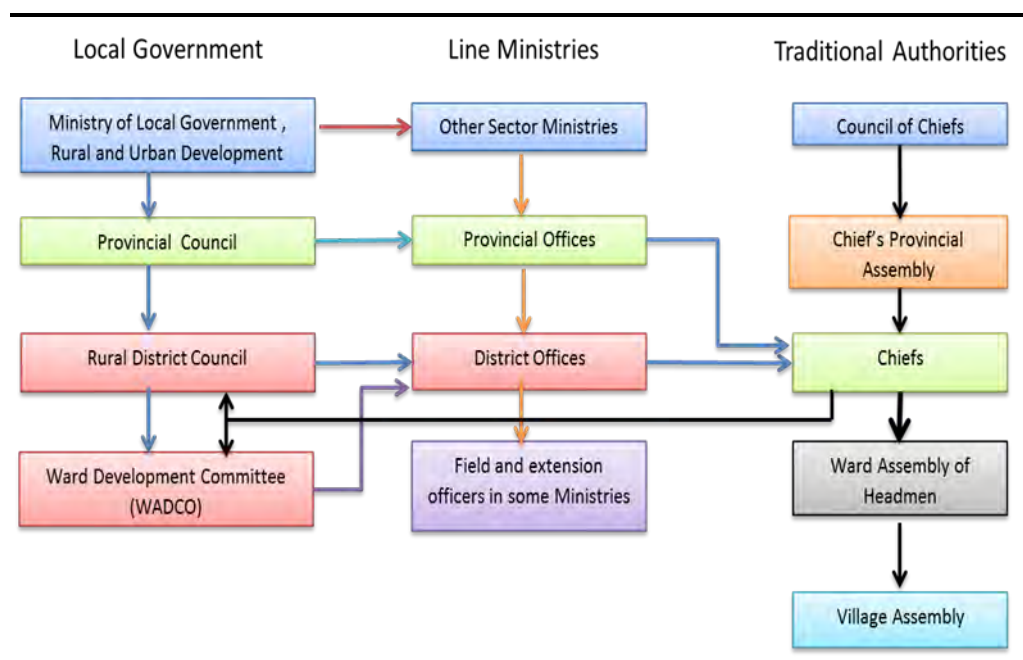 Local Government
Line Ministries
Traditional Authorities
Ministry of Local Government ,
Rural and Urban Development
Other Sector Ministries
Council of Chiefs
Provincial Council
Provincial Offices
Chief's Provincial
Assembly
Rural District Council
District Offices
Chiefs
Ward Development Committee
(WADCO)
Field and extension
officers in some Ministries
Ward Assembly of
Headmen
Village Assembly